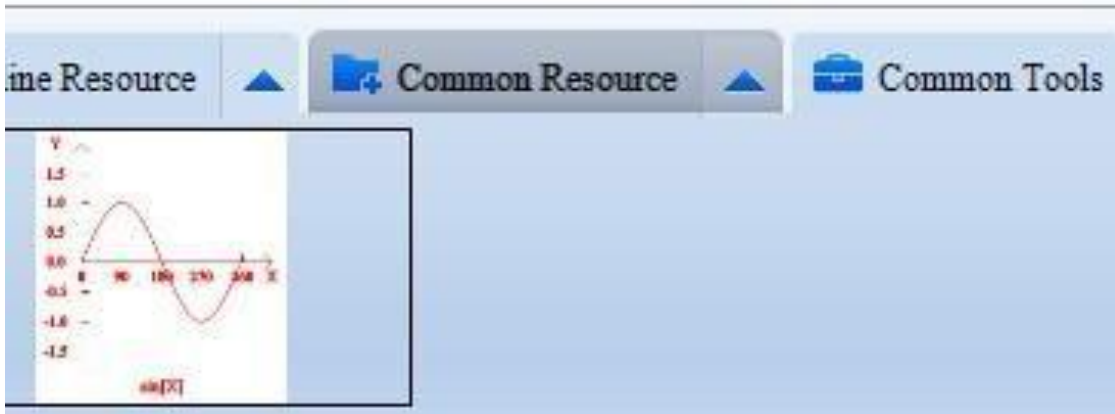 ine Resource
Common Resource
Common Tools
Y
1.5
1.0
0.5
0.0
0 90 180 270 360 X
-0.5
-1.0
-1.5
sin[X]